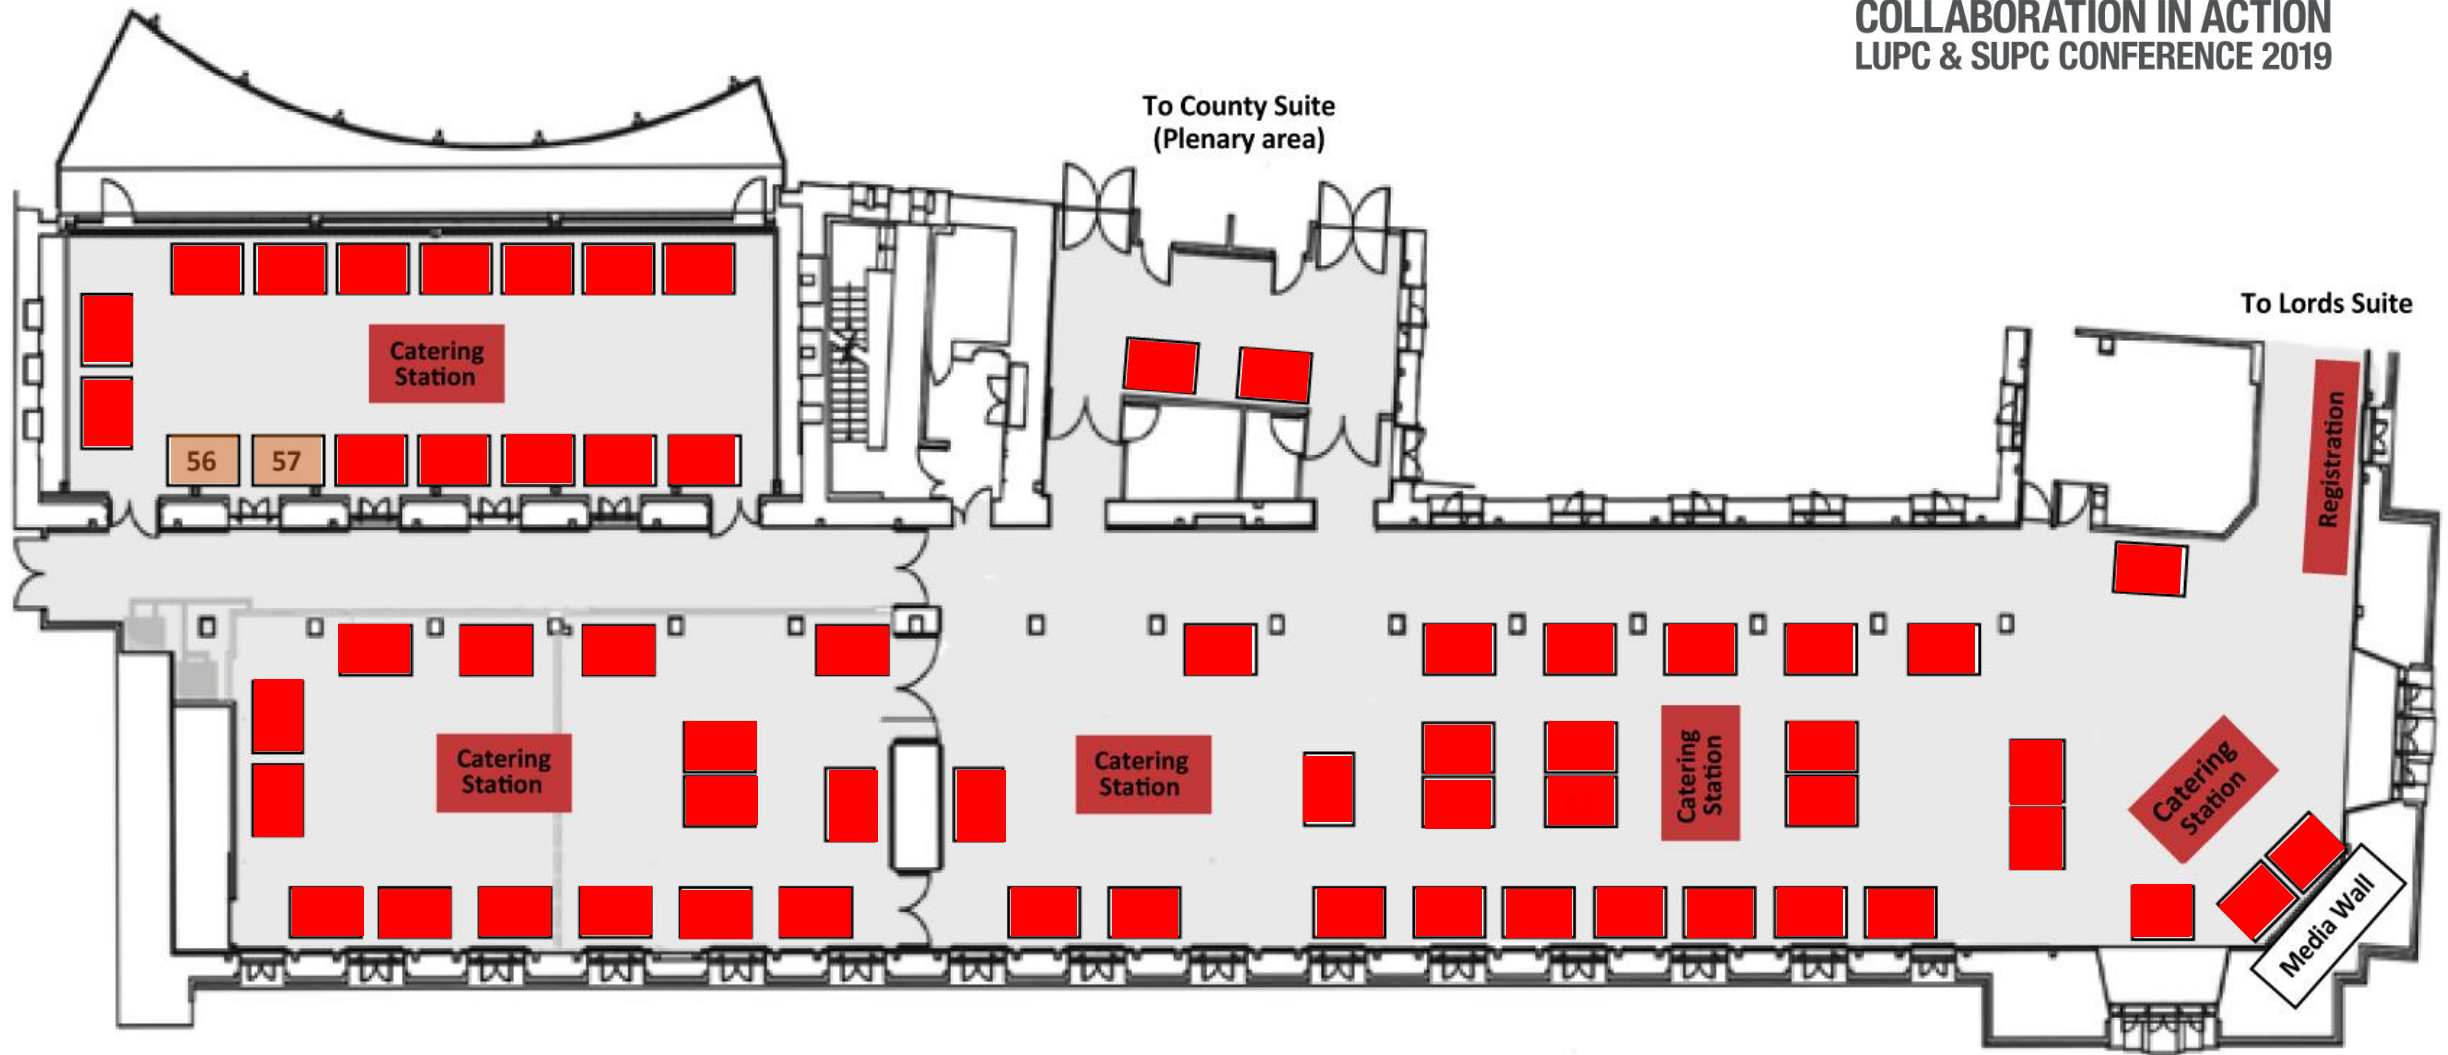 COLLABORATION IN ACTION
LUPC & SUPC CONFERENCE 2019
To County Suite
(Plenary area)
To Lords Suite
Catering
Station
Registration
56
57
Catering
Station
Catering
Station
Catering
Station
Catering
Station
Media Wall